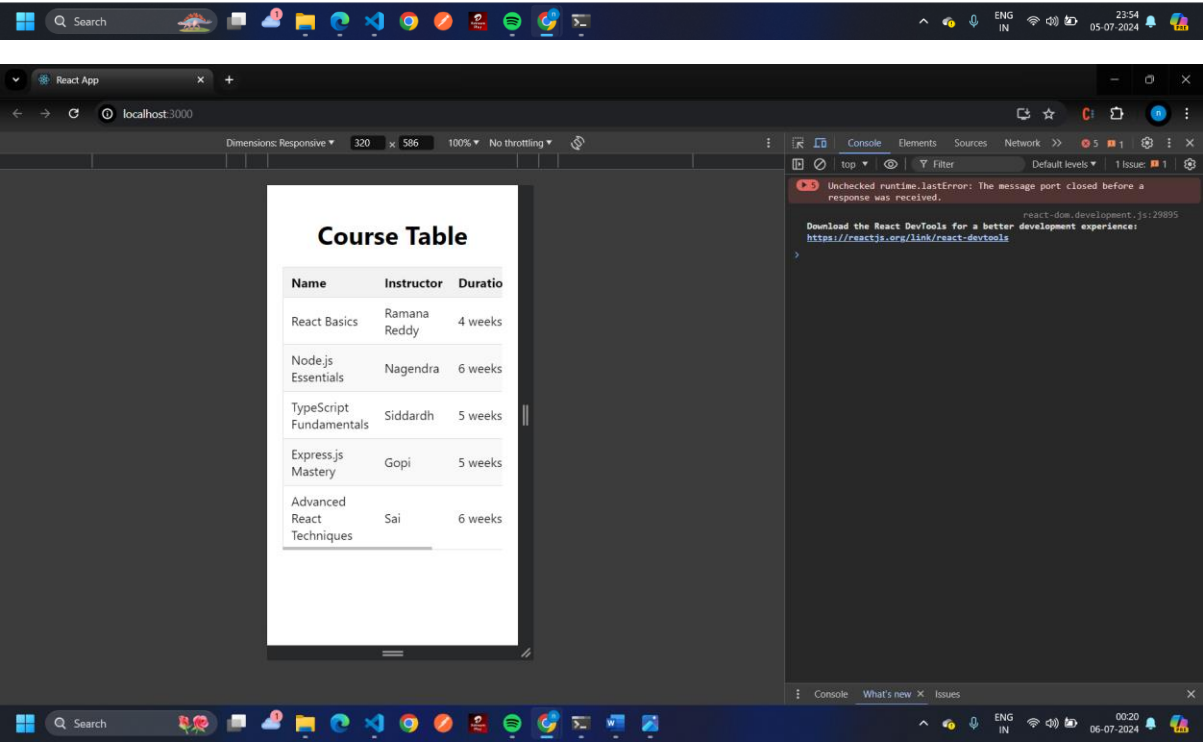 Search
ENG
IN
23:54
05-07-2024
React App
localhost:3000
Dimensions: Responsive 320 x 586 100% No throttling
Console Elements Sources Network 5 1
top Filter Default levels 1 Issue: 1
5 Unchecked runtime.lastError: The message port closed before a
response was received.
react-dom.development.js:29895
Download the React DevTools for a better development experience:
https://reactjs.org/link/react-devtools
Course Table
Name Instructor Duratio
React Basics Ramana Reddy 4 weeks
Node.js Essentials Nagendra 6 weeks
TypeScript Fundamentals Siddardh 5 weeks
Express.js Mastery Gopi 5 weeks
Advanced React Techniques Sai 6 weeks
Console What's new Issues
Search
ENG
IN
00:20
06-07-2024